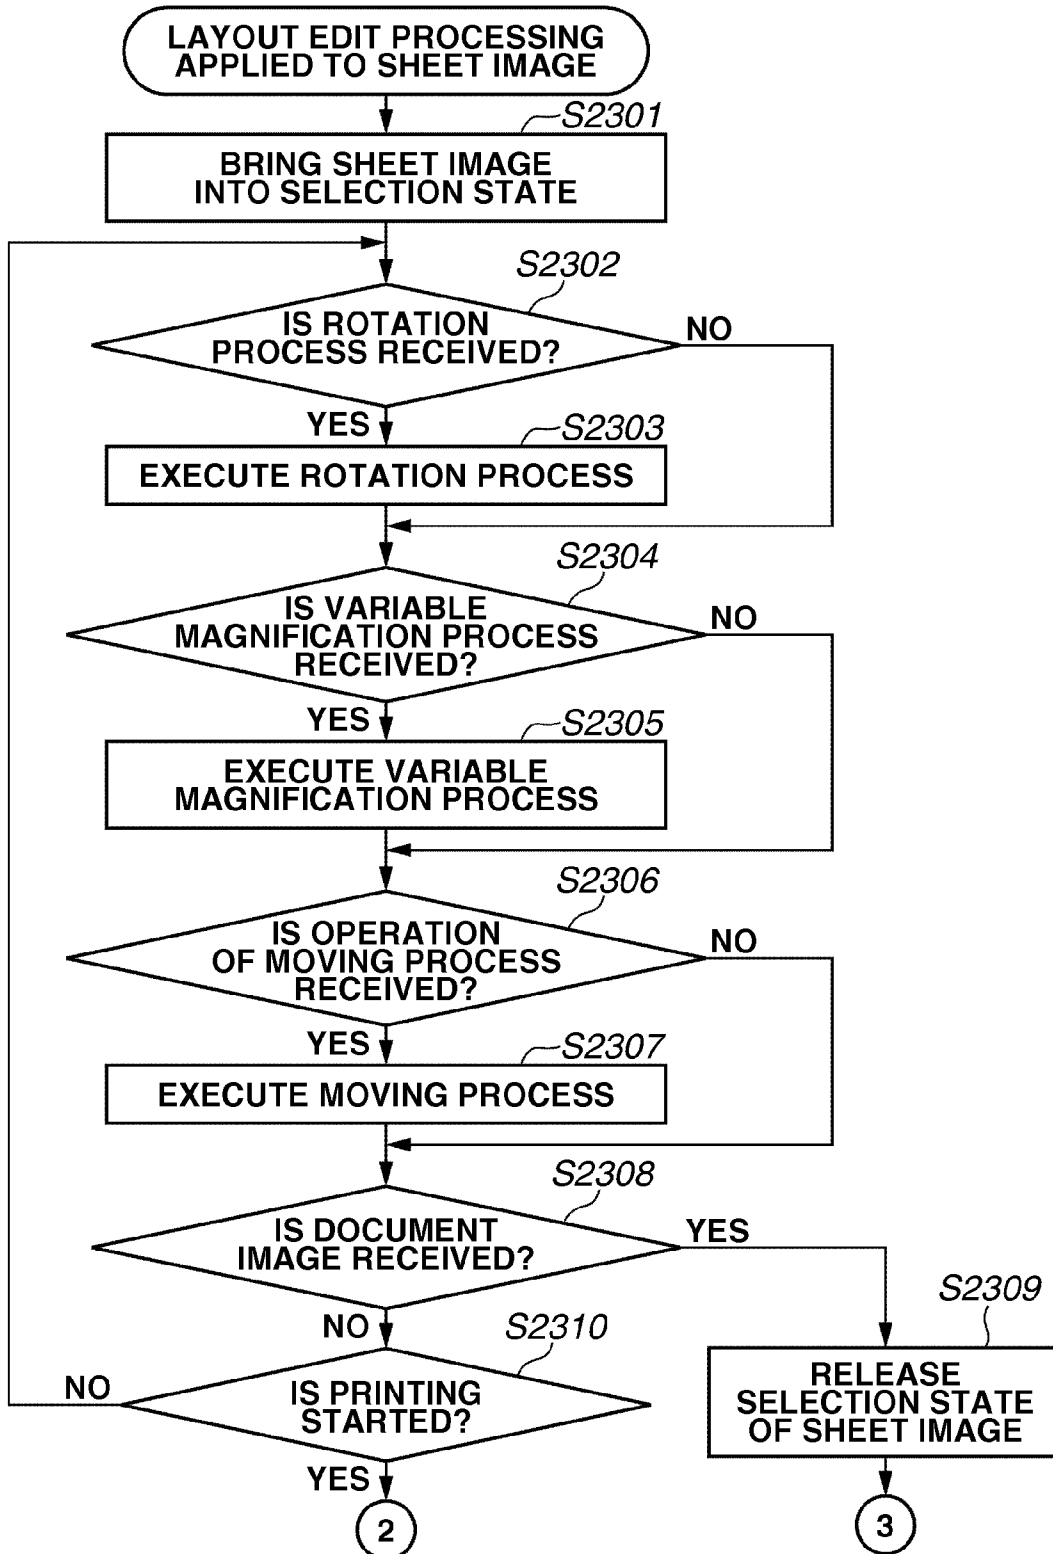 LAYOUT EDIT PROCESSING
APPLIED TO SHEET IMAGE
S2301
BRING SHEET IMAGE
INTO SELECTION STATE
S2302
IS ROTATION
PROCESS RECEIVED?
NO
YES
S2303
EXECUTE ROTATION PROCESS
S2304
IS VARIABLE
MAGNIFICATION PROCESS
RECEIVED?
NO
YES
S2305
EXECUTE VARIABLE
MAGNIFICATION PROCESS
S2306
IS OPERATION
OF MOVING PROCESS
RECEIVED?
NO
YES
S2307
EXECUTE MOVING PROCESS
S2308
IS DOCUMENT
IMAGE RECEIVED?
YES
NO
S2309
RELEASE
SELECTION STATE
OF SHEET IMAGE
S2310
IS PRINTING
STARTED?
NO
YES
2
3